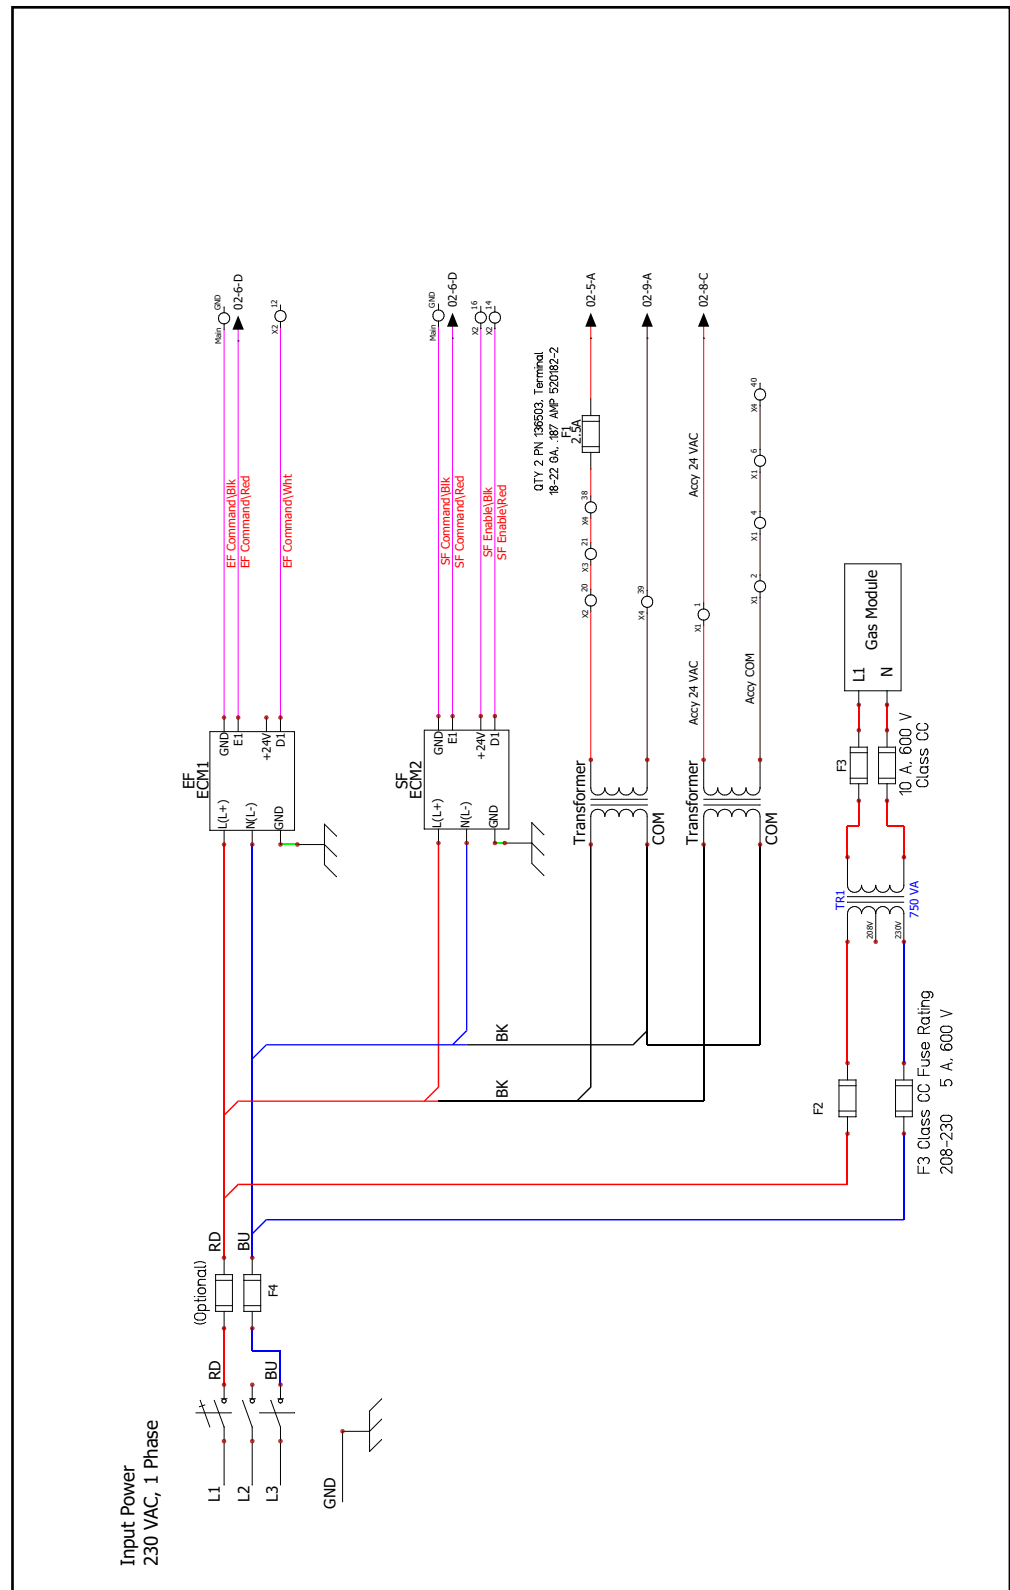 Input Power
230 VAC, 1 Phase
L1
L2
L3
GND
RD
BU
(Optional)
F4
RD
BU
EF
ECM1
L(L+)
N(L-)
GND
GND
E1
+24V
D1
EF Command\Blk
EF Command\Red
EF Command\Wht
Main
GND
02-6-D
X2
12
SF
ECM2
L(L+)
N(L-)
GND
GND
E1
+24V
D1
SF Command\Blk
SF Command\Red
SF Enable\Blk
SF Enable\Red
Main
GND
02-6-D
X2
16
X2
14
BK
BK
Transformer
COM
X2
20
X3
21
X4
38
F1
2.5A
QTY 2 PN 136503, Terminal
18-22 GA, .187 AMP 520182-2
02-5-A
X4
39
02-9-A
Transformer
COM
Accy 24 VAC
X1
1
Accy 24 VAC
02-8-C
Accy COM
X1
2
X1
4
X1
6
X4
40
F2
F3 Class CC Fuse Rating
208-230 5 A, 600 V
TR1
208V
230V
750 VA
F3
10 A, 600 V
Class CC
L1
N
Gas Module